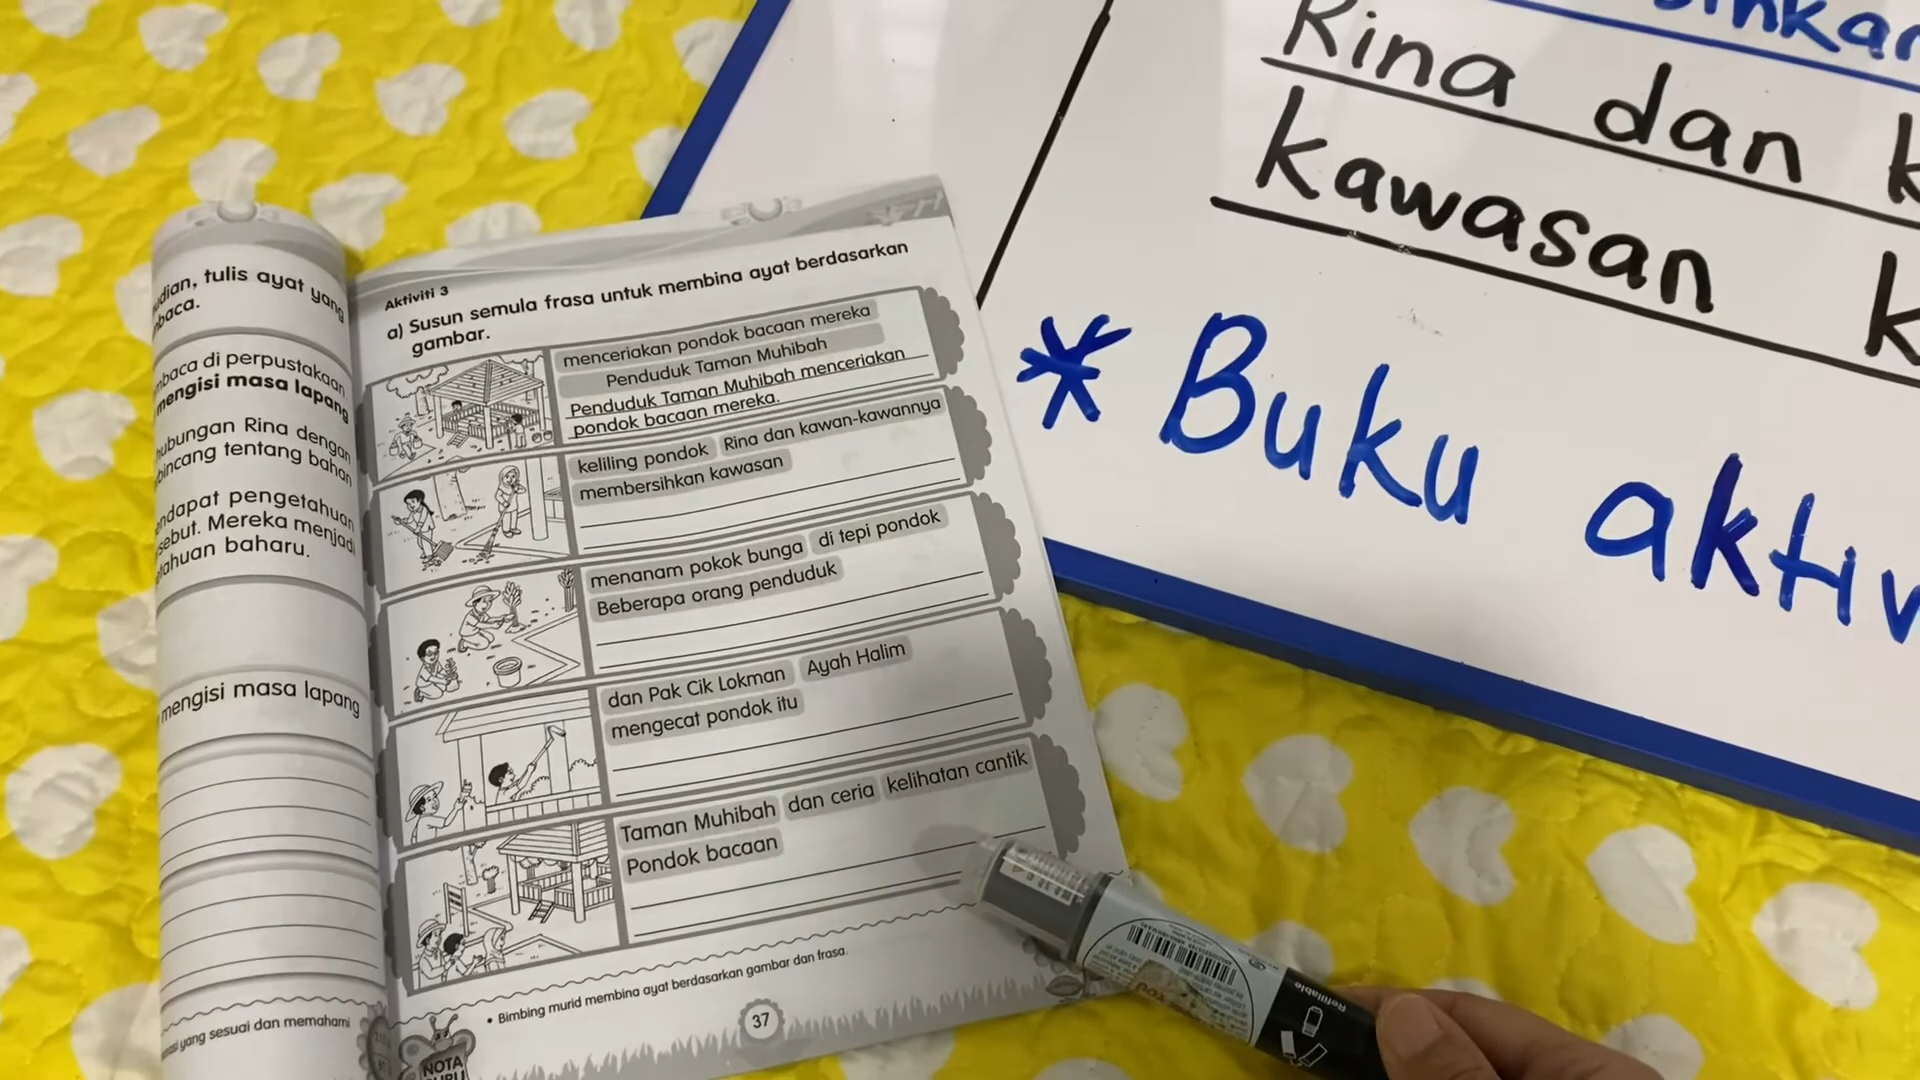 dian, tulis ayat yang
baca.
baca di perpustakaan
mengisi masa lapang
hubungan Rina dengan
bincang tentang bahan
ndapat pengetahuan
sebut. Mereka menjadi
etahuan baharu.
mengisi masa lapang
masi yang sesuai dan memahami
Aktiviti 3
a) Susun semula frasa untuk membina ayat berdasarkan
gambar.
menceriakan pondok bacaan mereka
Penduduk Taman Muhibah
Penduduk Taman Muhibah menceriakan
pondok bacaan mereka.
keliling pondok Rina dan kawan-kawannya
membersihkan kawasan
menanam pokok bunga di tepi pondok
Beberapa orang penduduk
dan Pak Cik Lokman Ayah Halim
mengecat pondok itu
Taman Muhibah dan ceria kelihatan cantik
Pondok bacaan
• Bimbing murid membina ayat berdasarkan gambar dan frasa.
37
NOTA
Rina dan k
kawasan k
* Buku aktiv
Refillable